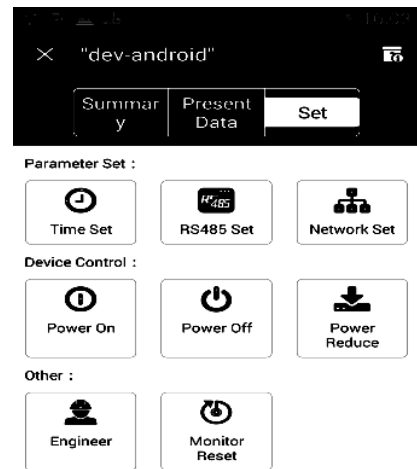 "dev-android"
Summar
y
Present
Data
Set
Parameter Set :
Time Set
RS485 Set
Network Set
Device Control :
Power On
Power Off
Power
Reduce
Other :
Engineer
Monitor
Reset